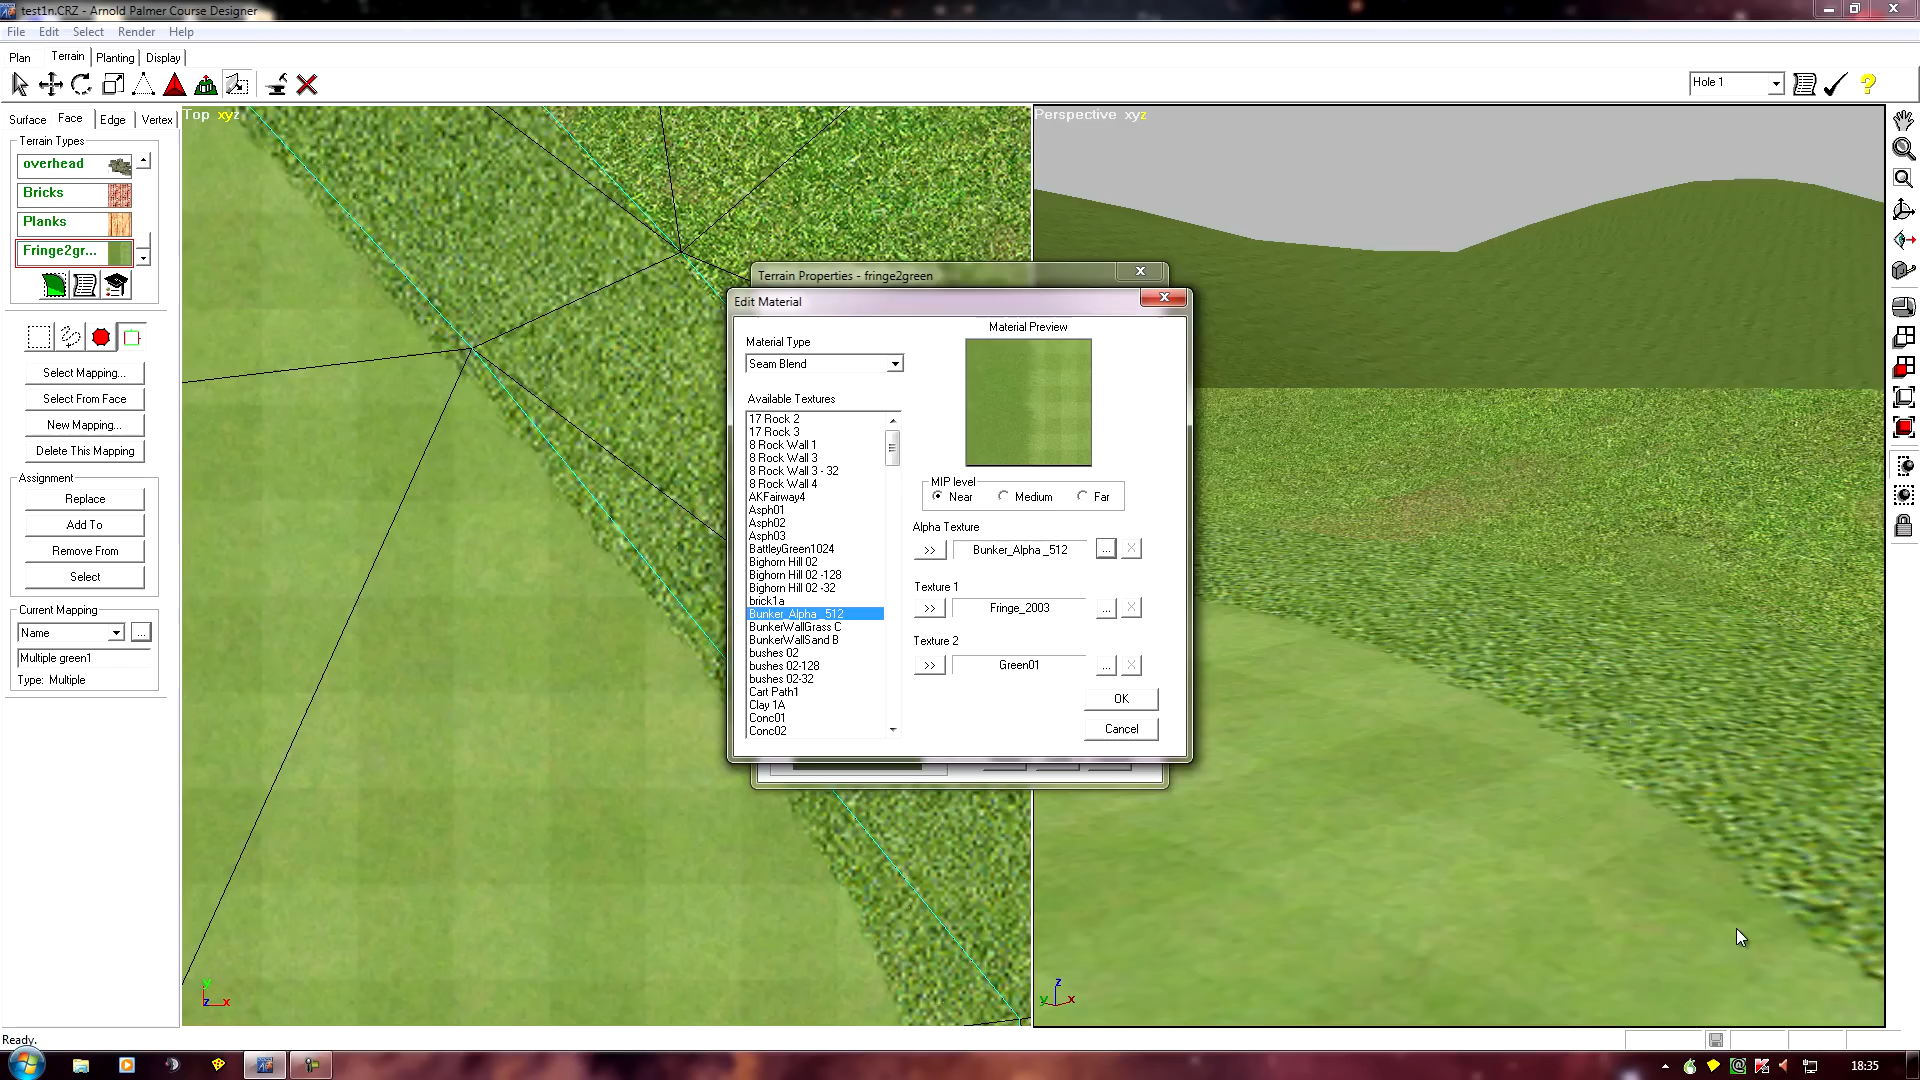 test1n.CRZ - Arnold Palmer Course Designer
File Edit Select Render Help
Plan Terrain Planting Display
Hole 1
Surface Face Edge Vertex
Terrain Types
overhead
Bricks
Planks
Fringe2gr...
Select Mapping...
Select From Face
New Mapping...
Delete This Mapping
Assignment
Replace
Add To
Remove From
Select
Current Mapping
Name ...
Multiple green1
Type: Multiple
Top xyz
Perspective xyz
Terrain Properties - fringe2green
Edit Material
Material Type
Seam Blend
Available Textures
17 Rock 2
17 Rock 3
8 Rock Wall 1
8 Rock Wall 3
8 Rock Wall 3 - 32
8 Rock Wall 4
AKFairway4
Asph01
Asph02
Asph03
BattleyGreen1024
Bighorn Hill 02
Bighorn Hill 02 -128
Bighorn Hill 02 -32
brick1a
Bunker_Alpha _512
BunkerWallGrass C
BunkerWallSand B
bushes 02
bushes 02-128
bushes 02-32
Cart Path1
Clay 1A
Conc01
Conc02
Material Preview
MIP level
Near Medium Far
Alpha Texture
>> Bunker_Alpha _512 ... X
Texture 1
>> Fringe_2003 ... X
Texture 2
>> Green01 ... X
OK
Cancel
y
z x
z
y x
Ready.
18:35